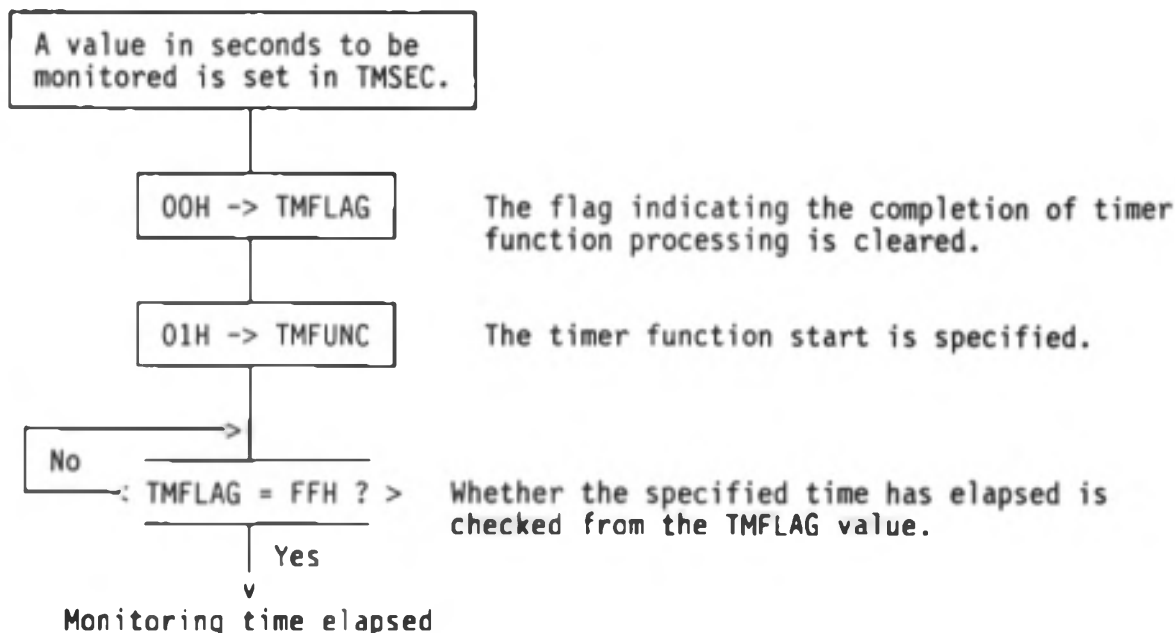 A value in seconds to be
monitored is set in TMSEC.
00H -> TMFLAG
The flag indicating the completion of timer
function processing is cleared.
01H -> TMFUNC
The timer function start is specified.
>
No
: TMFLAG = FFH ? >
Whether the specified time has elapsed is
checked from the TMFLAG value.
Yes
v
Monitoring time elapsed